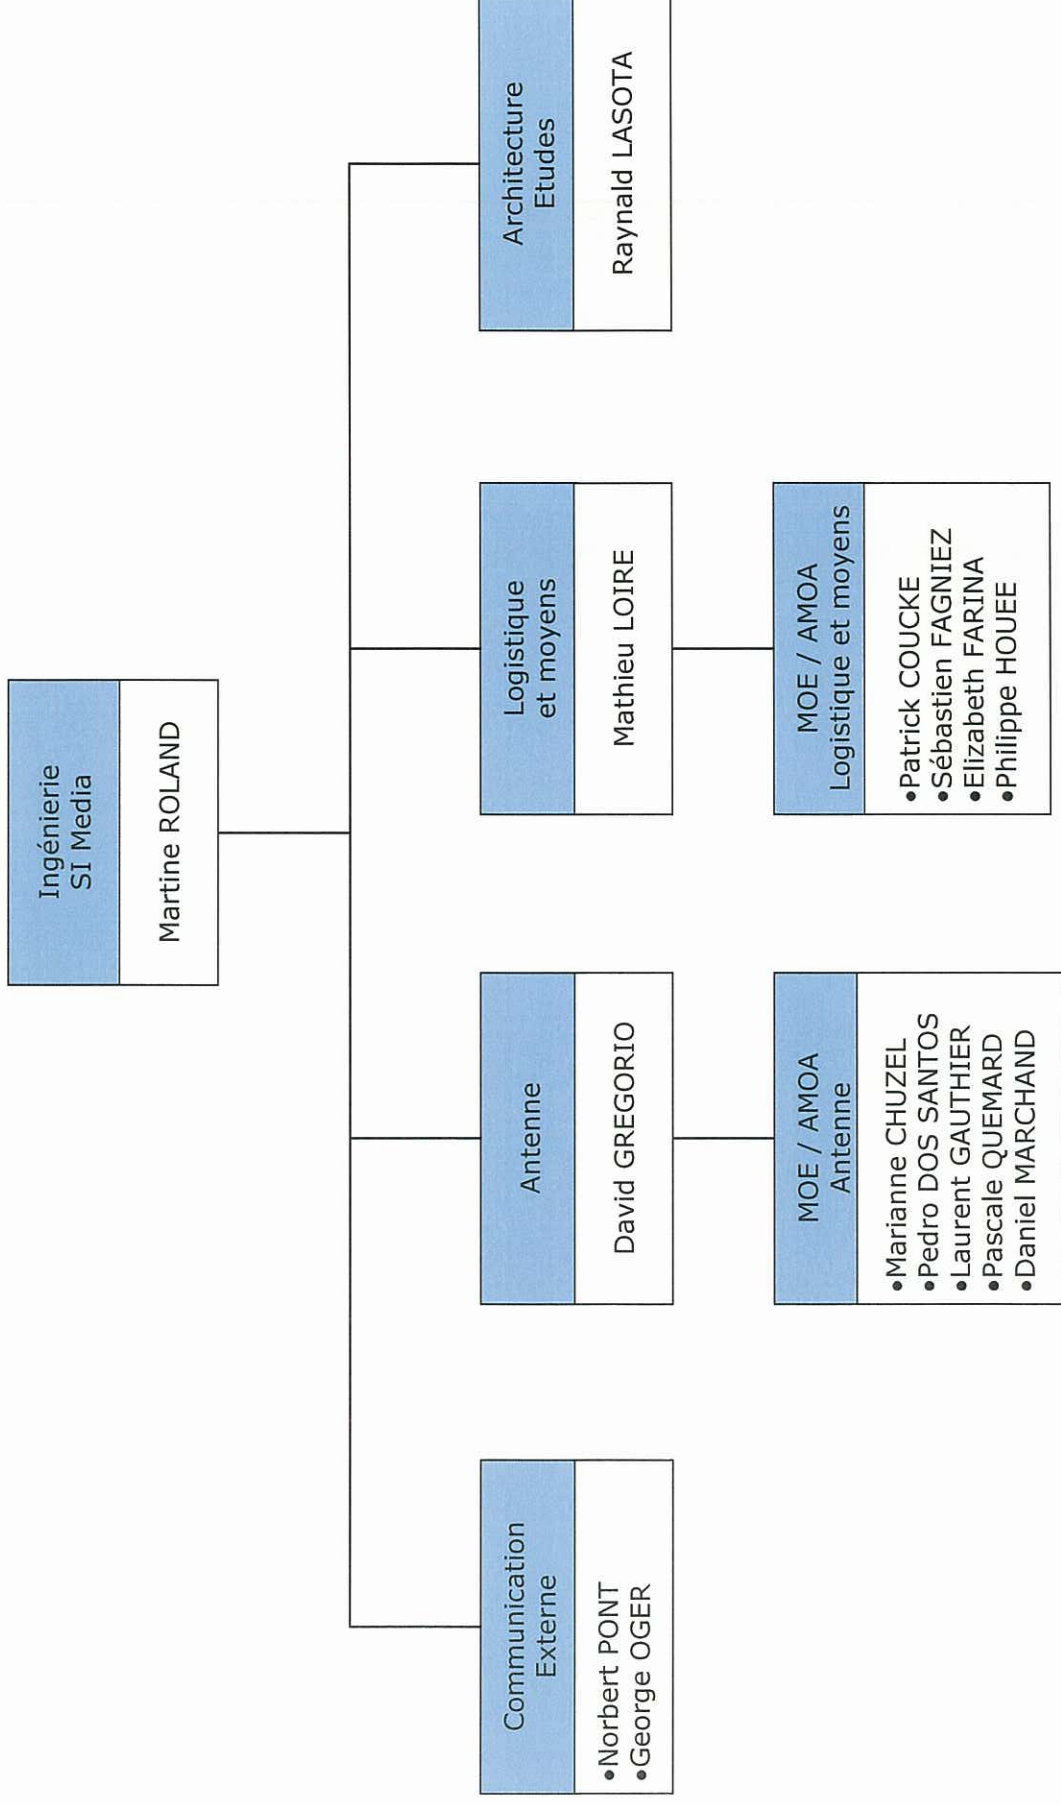 Ingénierie
SI Media
Martine ROLAND
Communication
Externe
•Norbert PONT
•George OGER
Antenne
David GREGORIO
Logistique
et moyens
Mathieu LOIRE
Architecture
Etudes
Raynald LASOTA
MOE / AMOA
Antenne
•Marianne CHUZEL
•Pedro DOS SANTOS
•Laurent GAUTHIER
•Pascale QUEMARD
•Daniel MARCHAND
MOE / AMOA
Logistique et moyens
•Patrick COUCKE
•Sébastien FAGNIEZ
•Elizabeth FARINA
•Philippe HOUEE